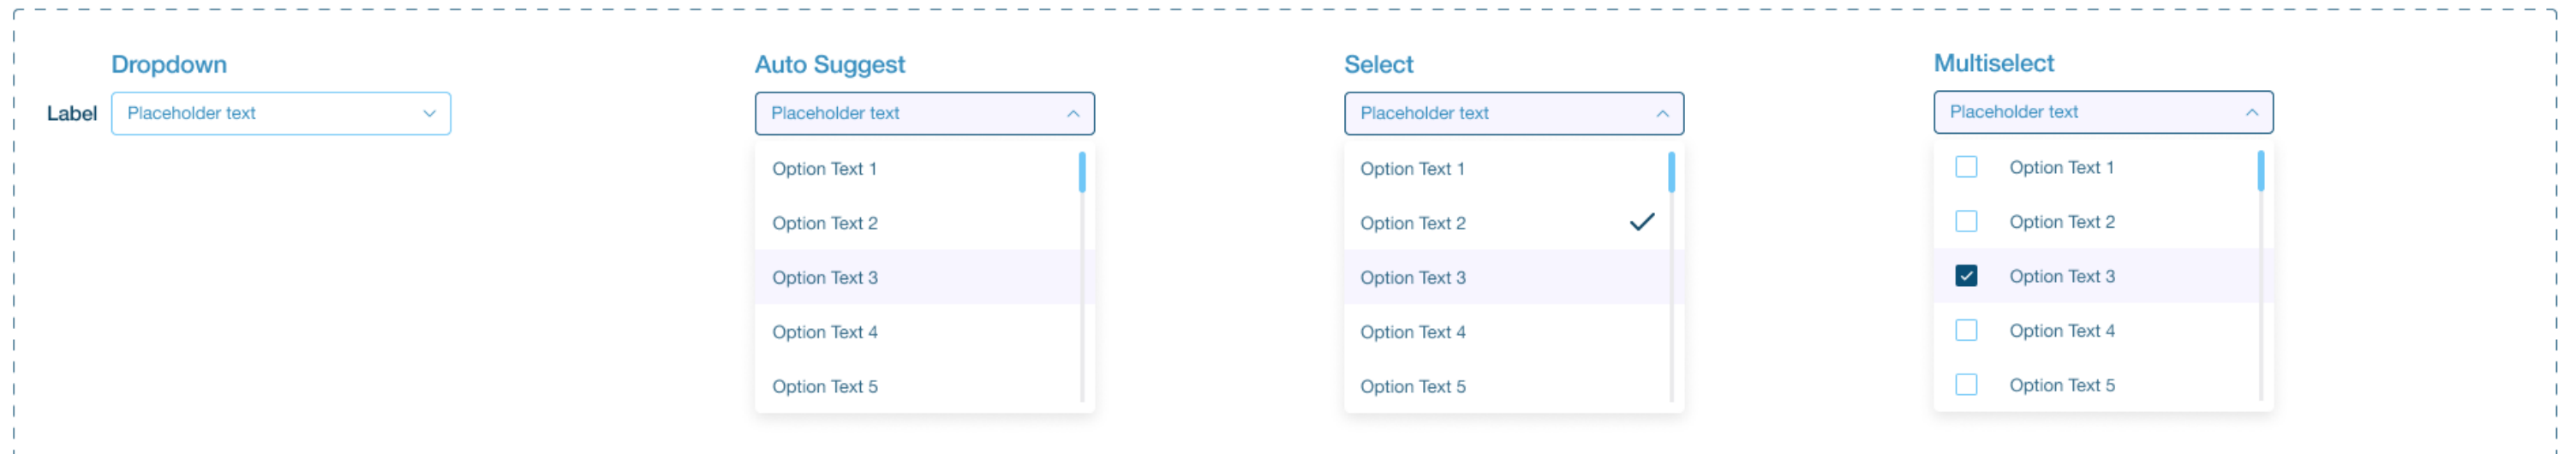 Dropdown
Label
Placeholder text
Auto Suggest
Placeholder text
Option Text 1
Option Text 2
Option Text 3
Option Text 4
Option Text 5
Select
Placeholder text
Option Text 1
Option Text 2
Option Text 3
Option Text 4
Option Text 5
Multiselect
Placeholder text
Option Text 1
Option Text 2
Option Text 3
Option Text 4
Option Text 5